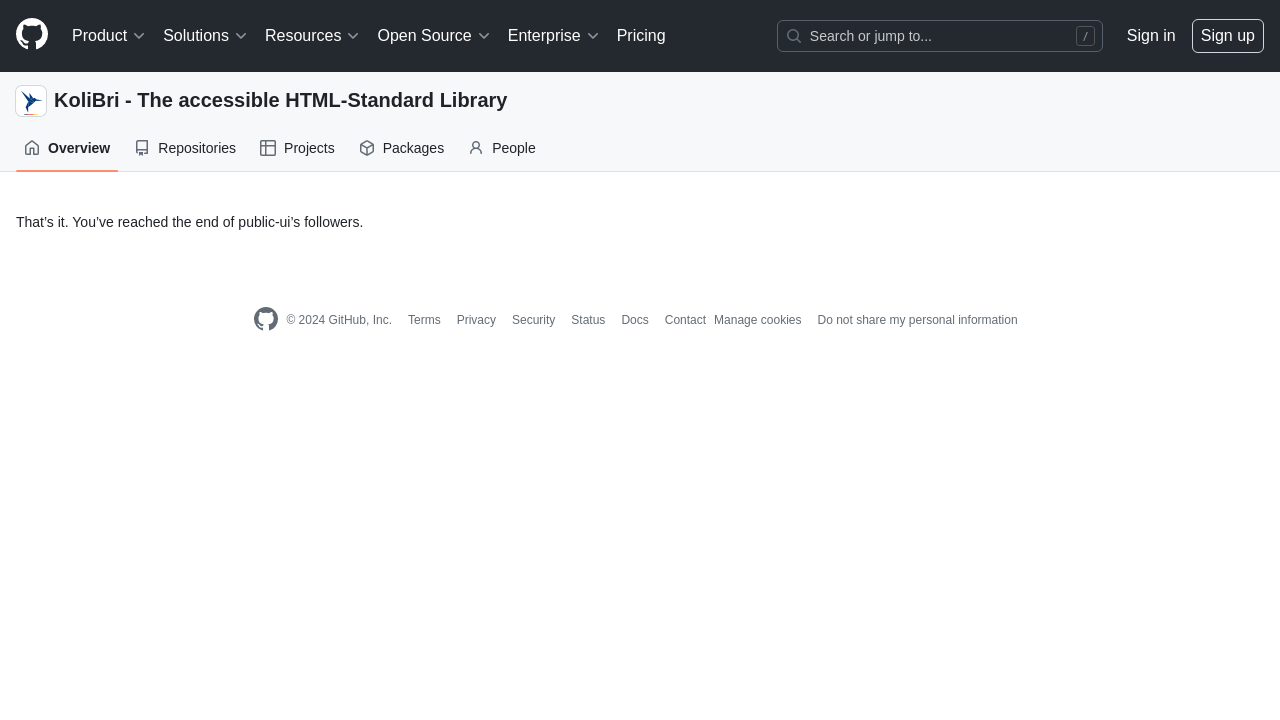 Product Solutions Resources Open Source Enterprise Pricing Search or jump to... / Sign in Sign up
KoliBri - The accessible HTML-Standard Library
Overview Repositories Projects Packages People
That’s it. You’ve reached the end of public-ui’s followers.
© 2024 GitHub, Inc. Terms Privacy Security Status Docs Contact Manage cookies Do not share my personal information